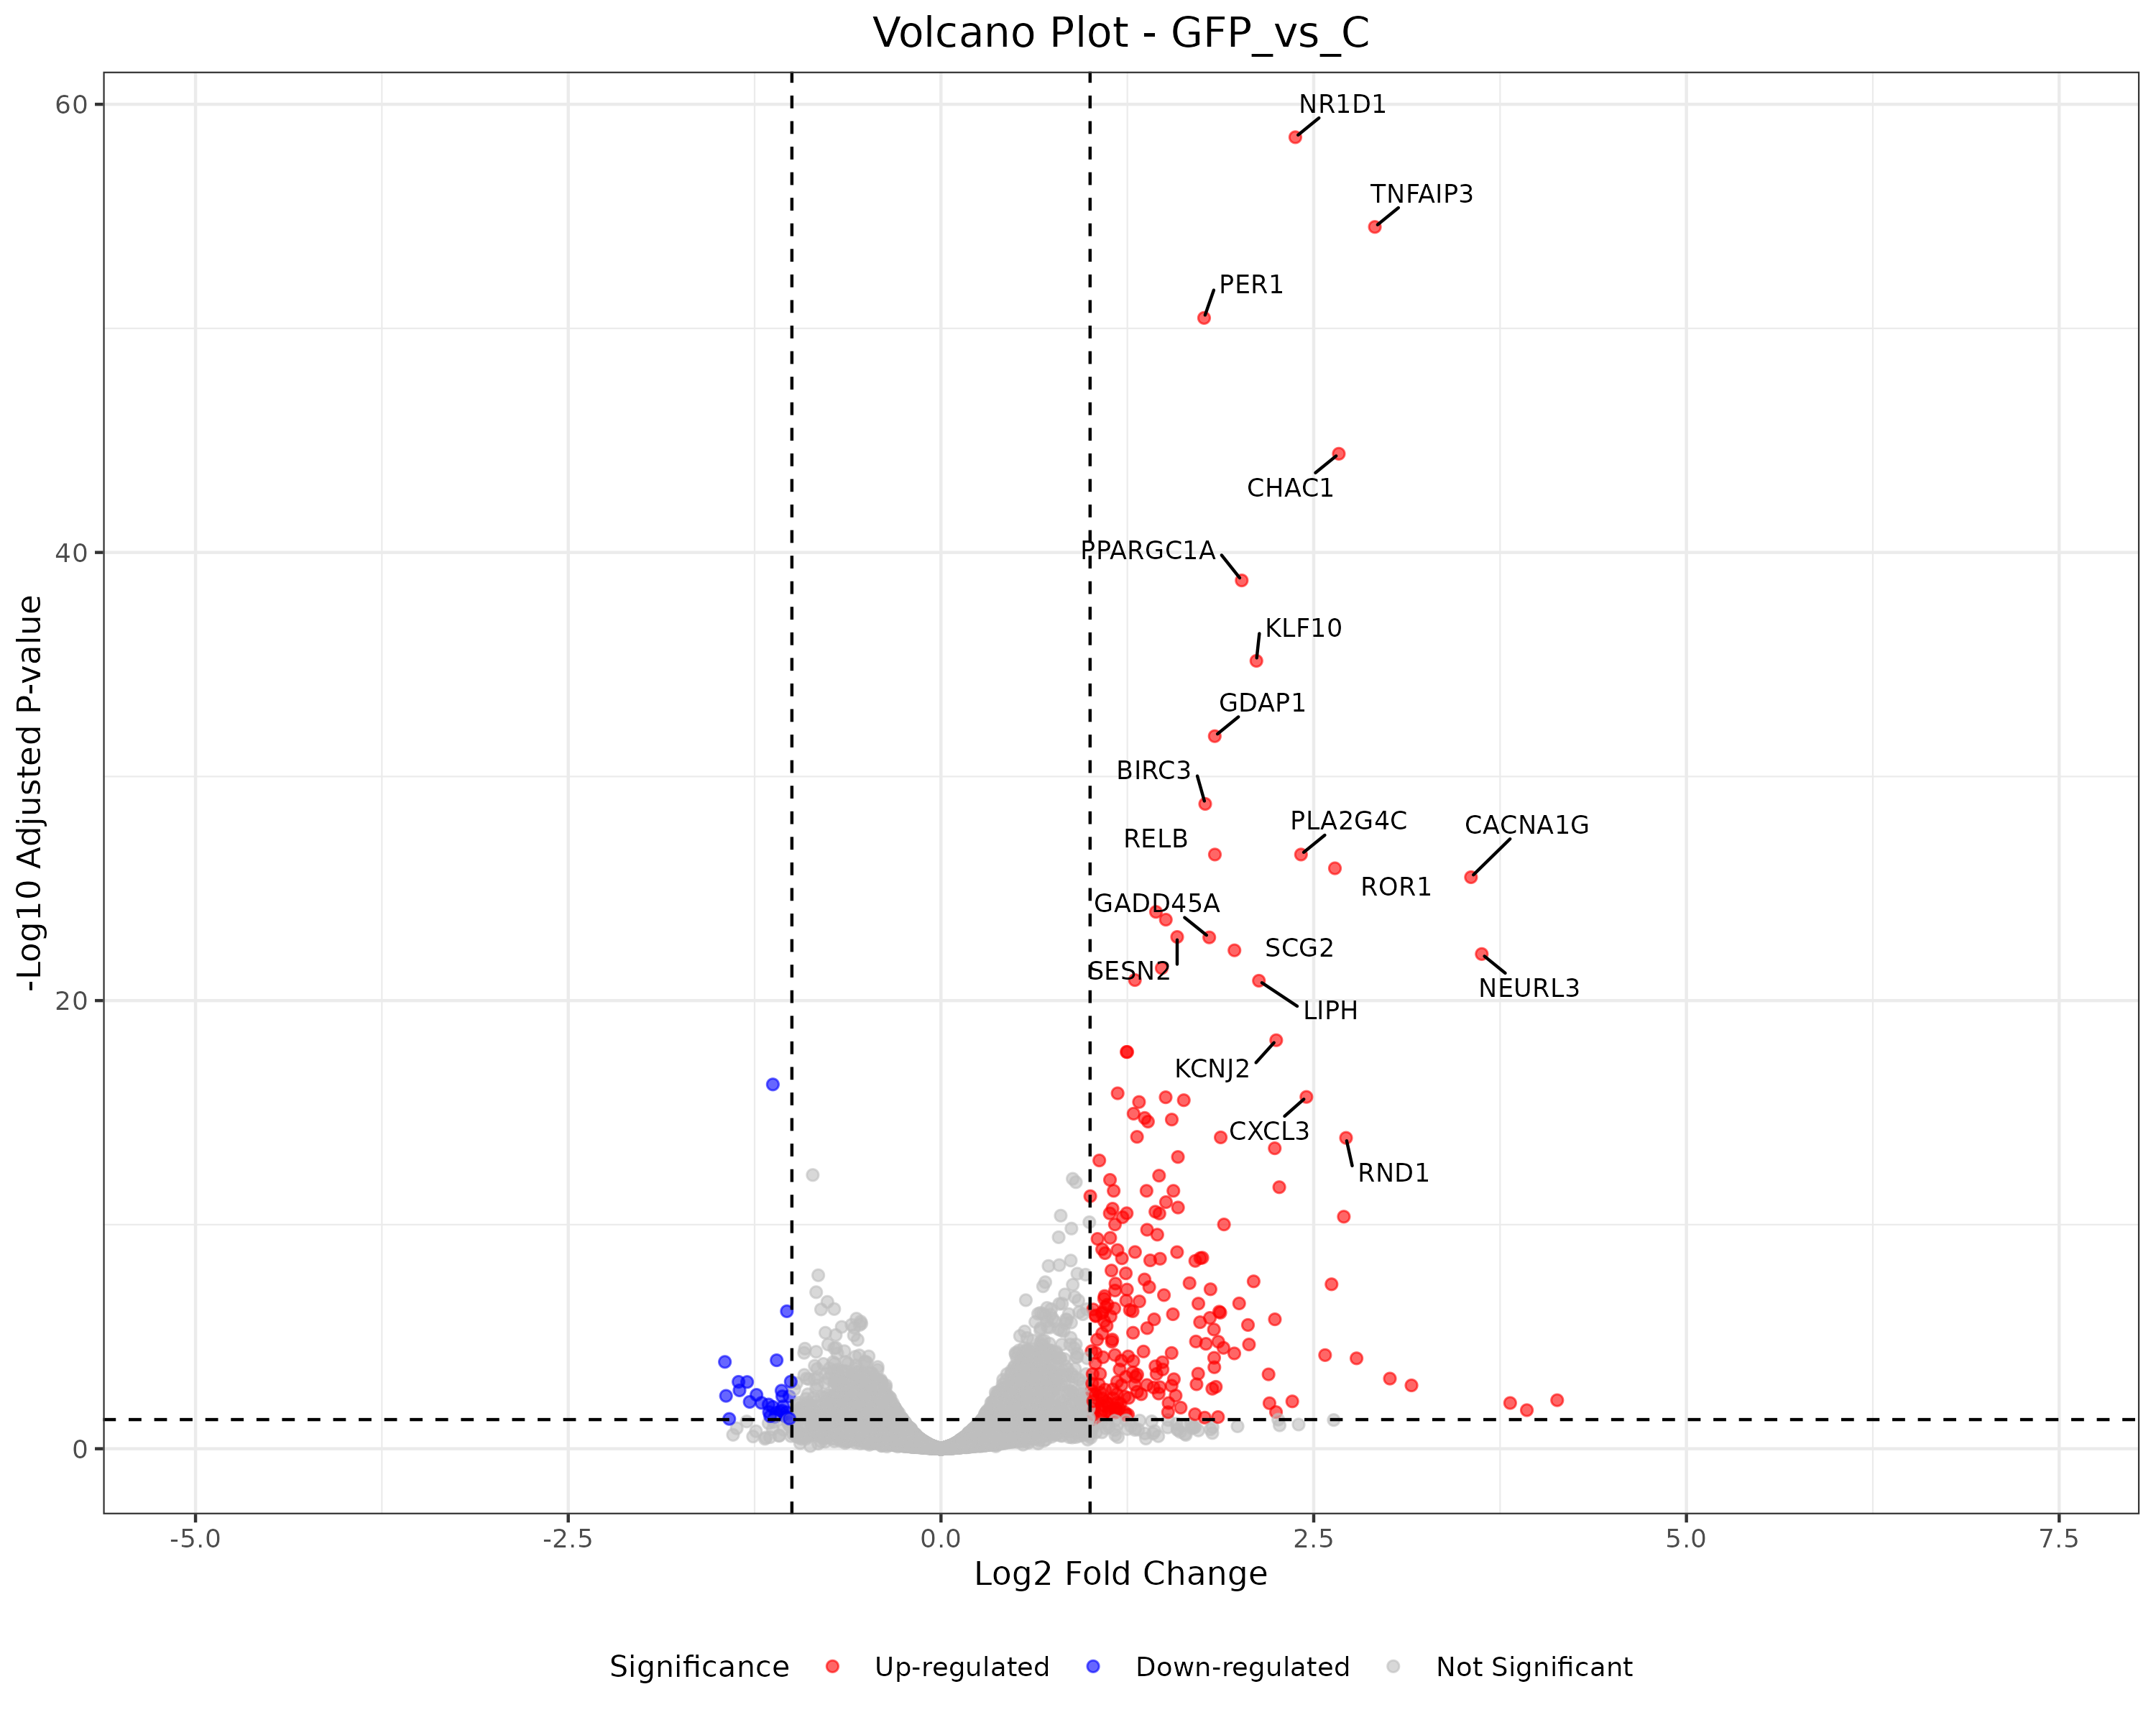 Volcano Plot - GFP_vs_C
60
NR1D1
TNFAIP3
PER1
CHAC1
40
PPARGC1A
KLF10
GDAP1
BIRC3
PLA2G4C
CACNA1G
RELB
ROR1
GADD45A
SCG2
SESN2
NEURL3
20
LIPH
KCNJ2
CXCL3
RND1
0
-Log10 Adjusted P-value
-5.0
-2.5
0.0
2.5
5.0
7.5
Log2 Fold Change
Significance Up-regulated Down-regulated Not Significant